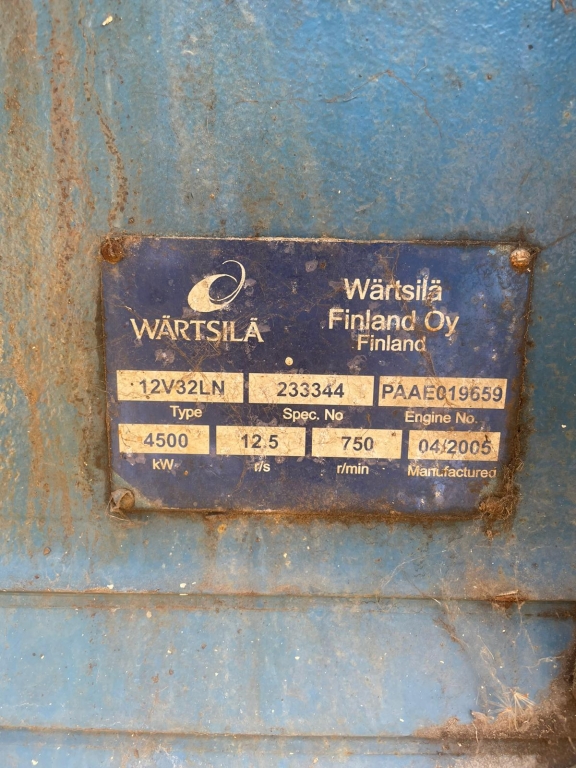 WÄRTSILÄ
Wärtsilä
Finland Oy
Finland
12V32LN 233344 PAAE019659
Type Spec. No Engine No.
4500 12.5 750 04/2005
kW r/s r/min Manufactured